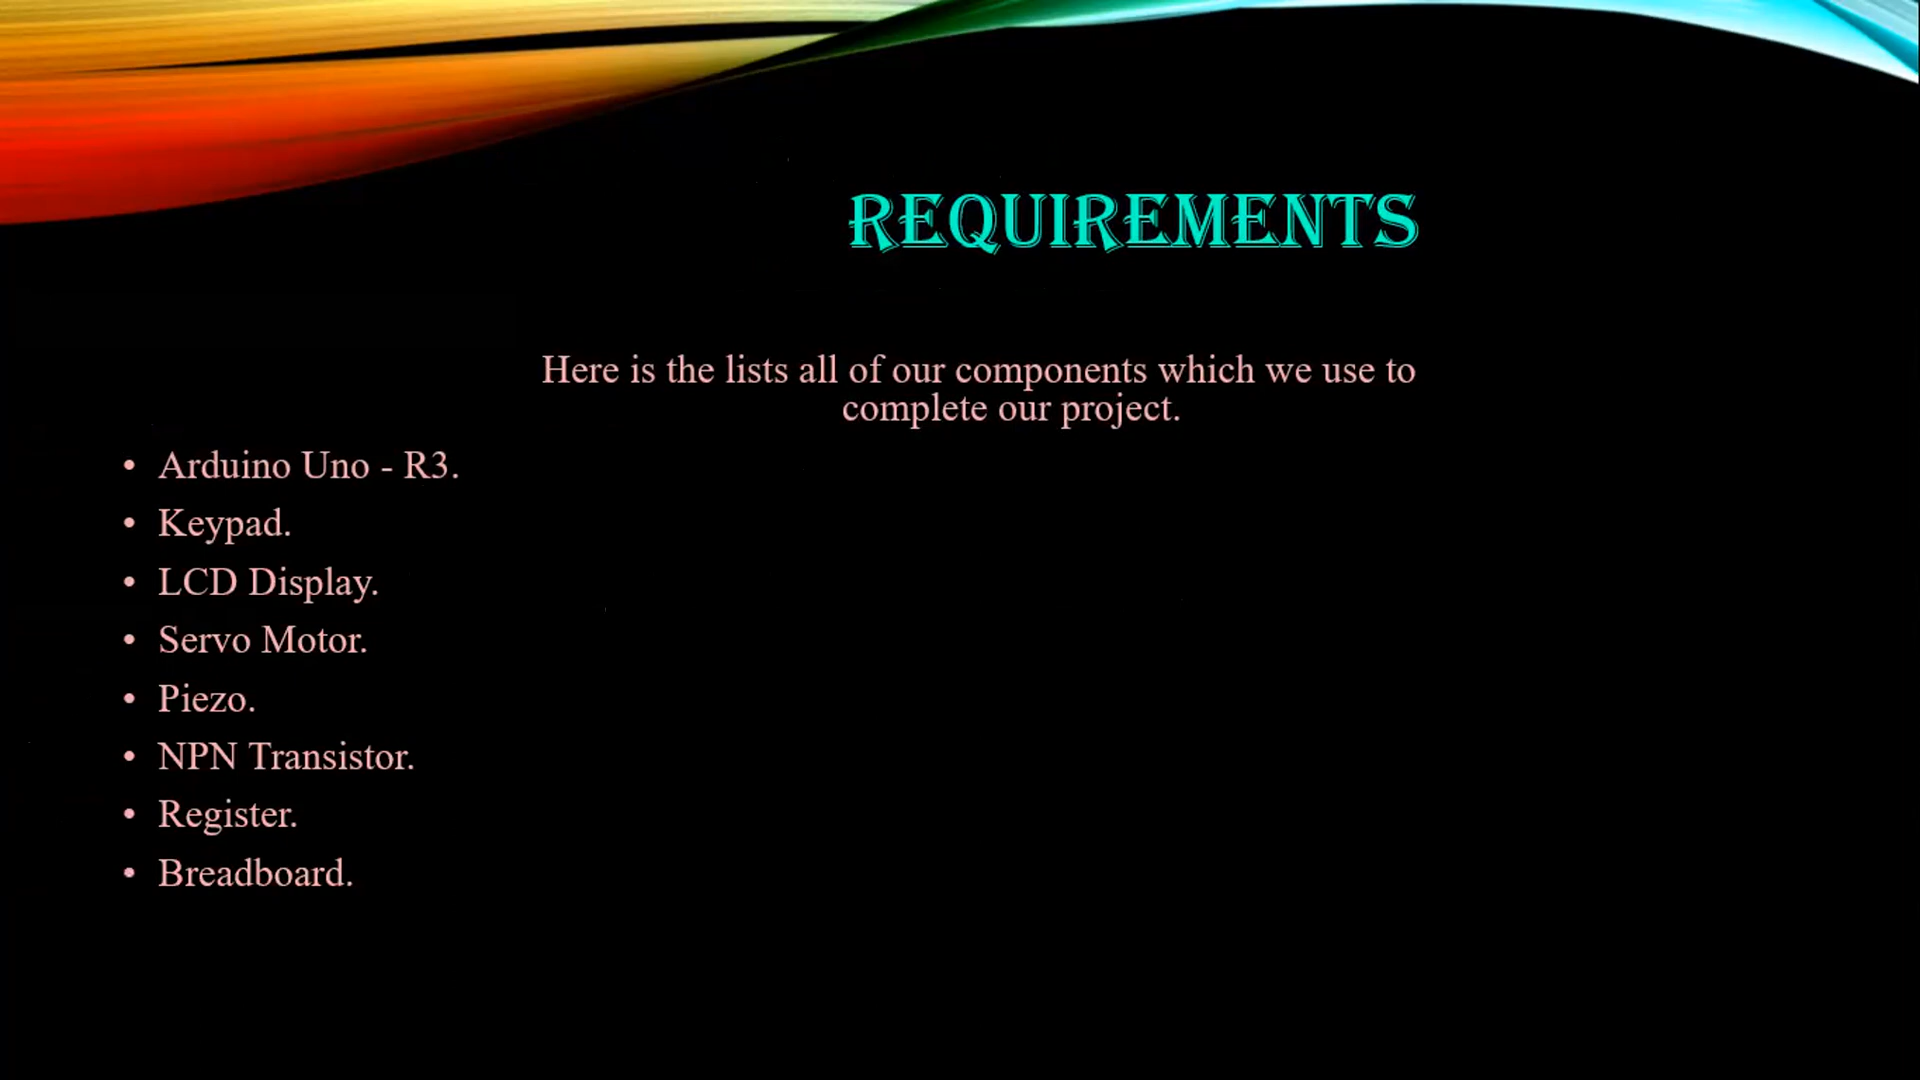 REQUIREMENTS
Here is the lists all of our components which we use to
complete our project.
• Arduino Uno - R3.
• Keypad.
• LCD Display.
• Servo Motor.
• Piezo.
• NPN Transistor.
• Register.
• Breadboard.